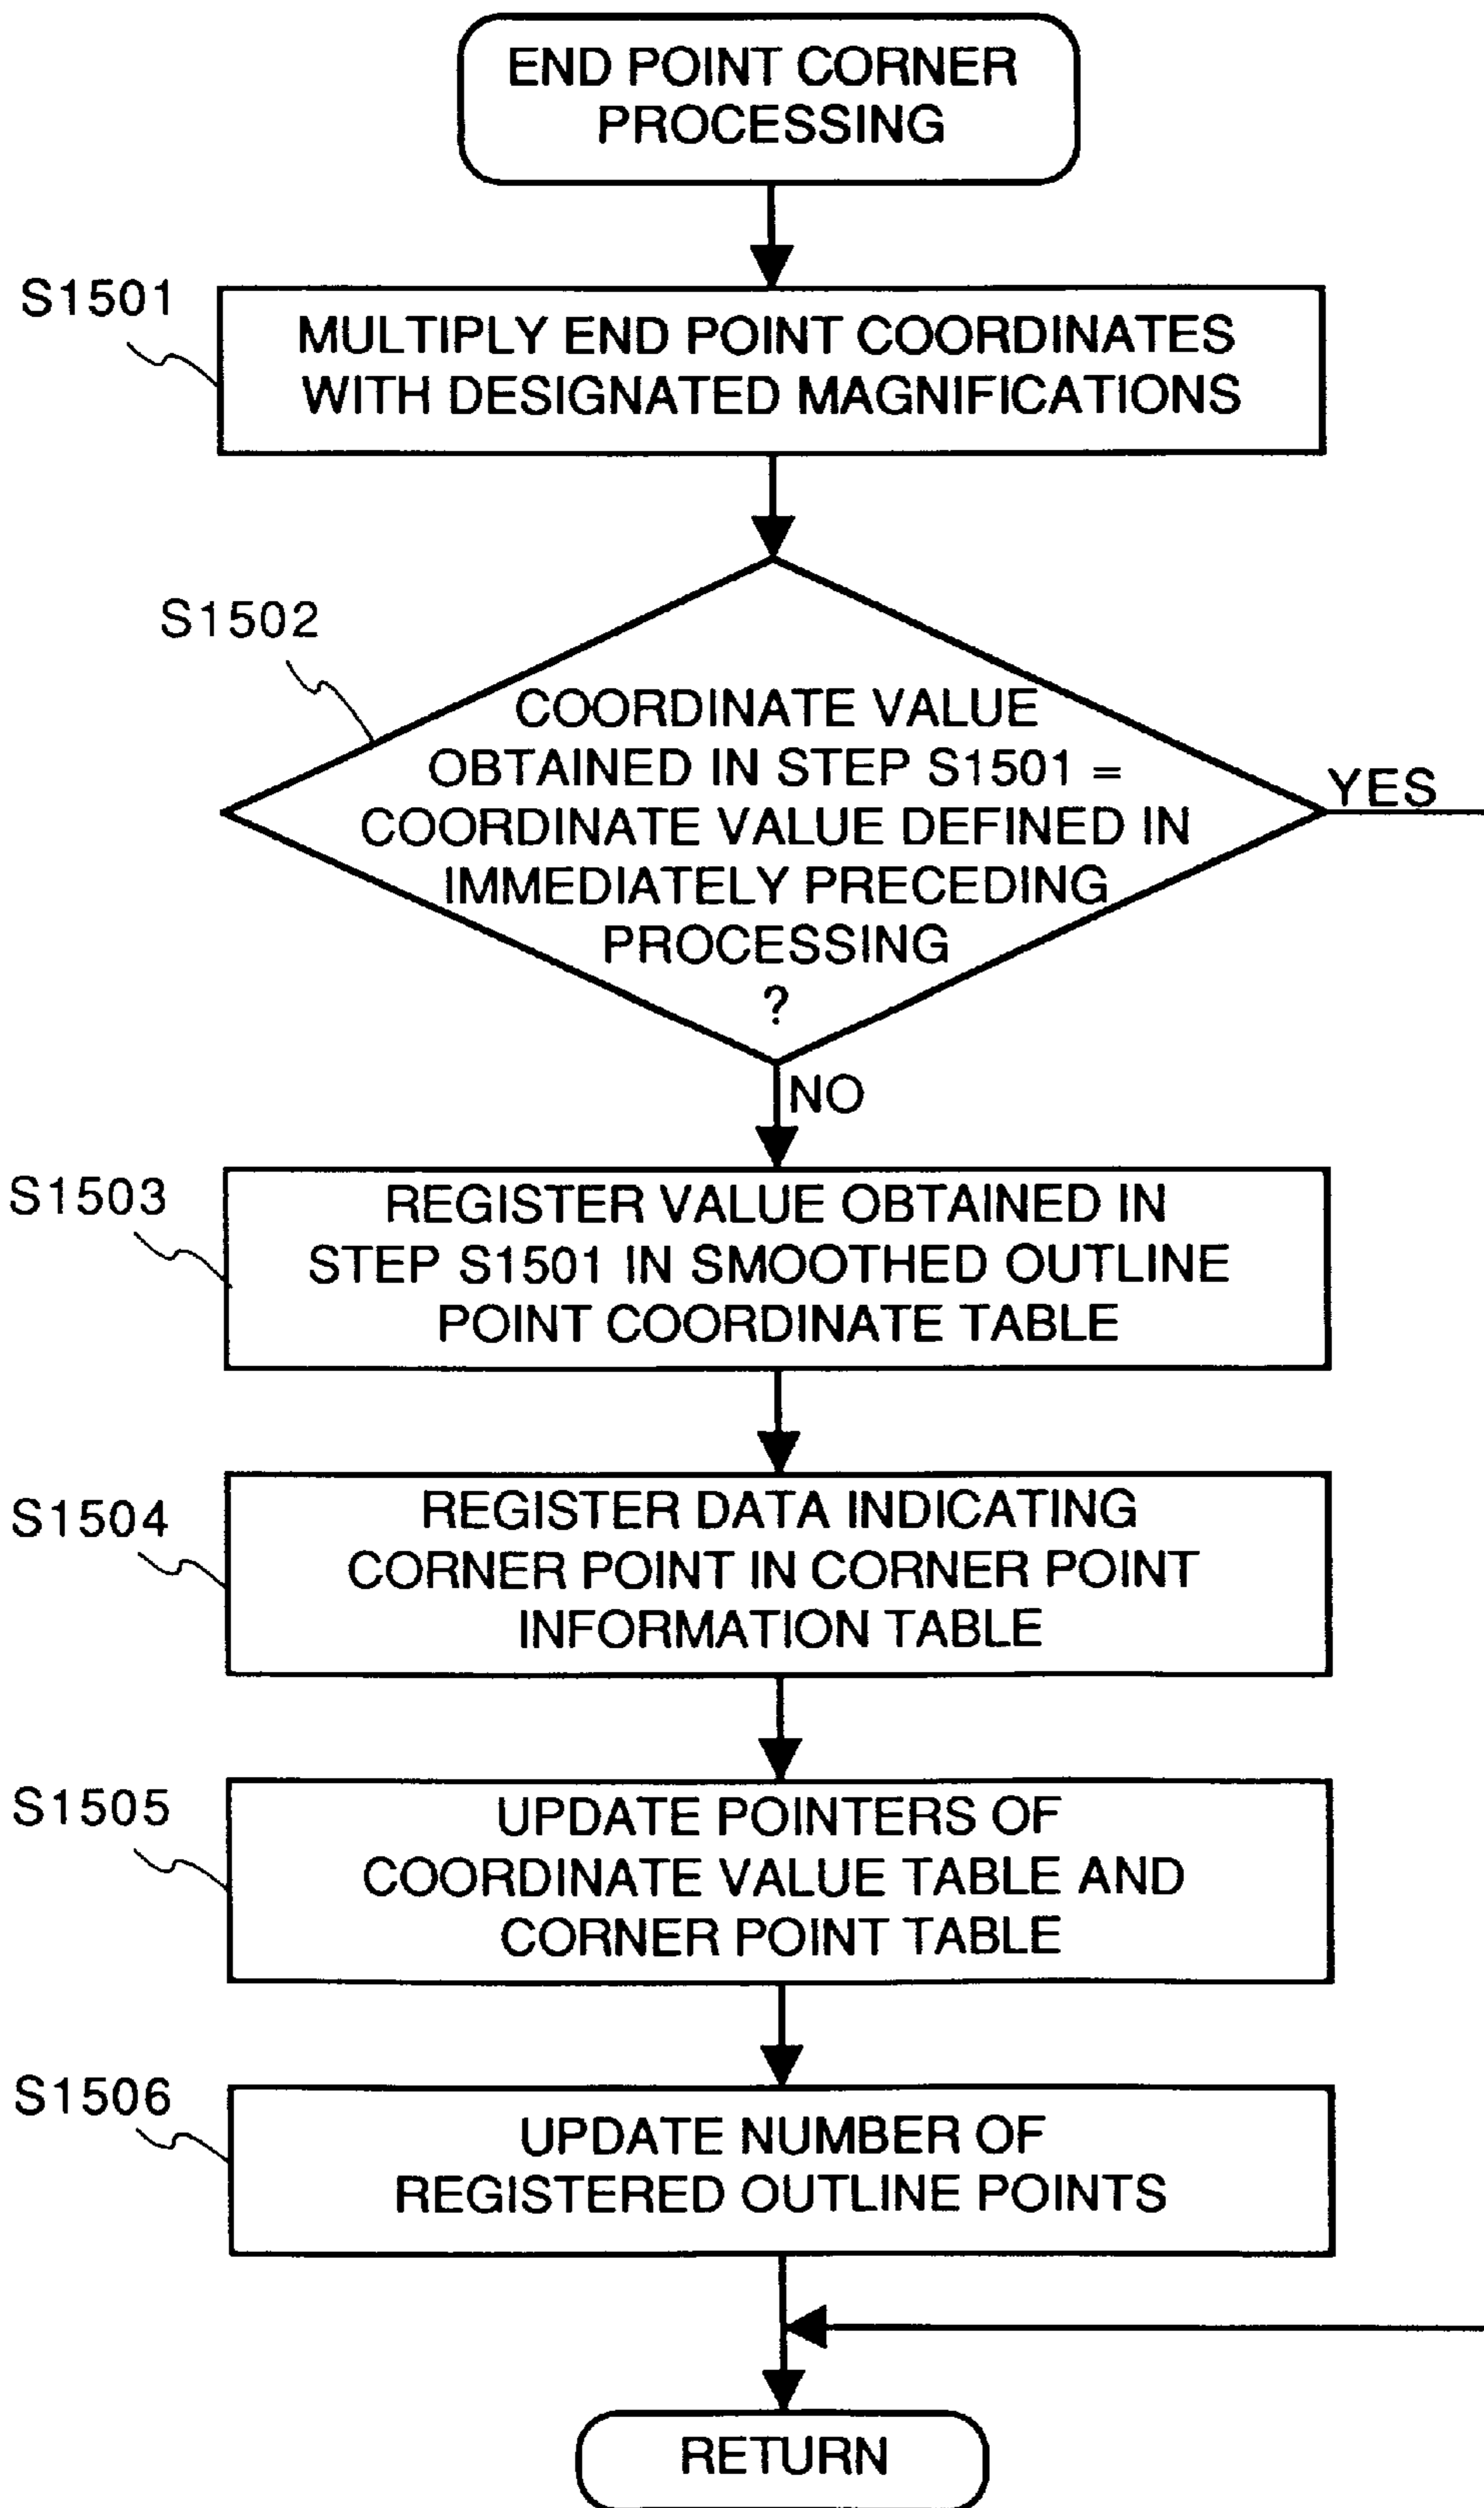 END POINT CORNER
PROCESSING
S1501
MULTIPLY END POINT COORDINATES
WITH DESIGNATED MAGNIFICATIONS
S1502
COORDINATE VALUE
OBTAINED IN STEP S1501 =
COORDINATE VALUE DEFINED IN
IMMEDIATELY PRECEDING
PROCESSING
?
YES
NO
S1503
REGISTER VALUE OBTAINED IN
STEP S1501 IN SMOOTHED OUTLINE
POINT COORDINATE TABLE
S1504
REGISTER DATA INDICATING
CORNER POINT IN CORNER POINT
INFORMATION TABLE
S1505
UPDATE POINTERS OF
COORDINATE VALUE TABLE AND
CORNER POINT TABLE
S1506
UPDATE NUMBER OF
REGISTERED OUTLINE POINTS
RETURN